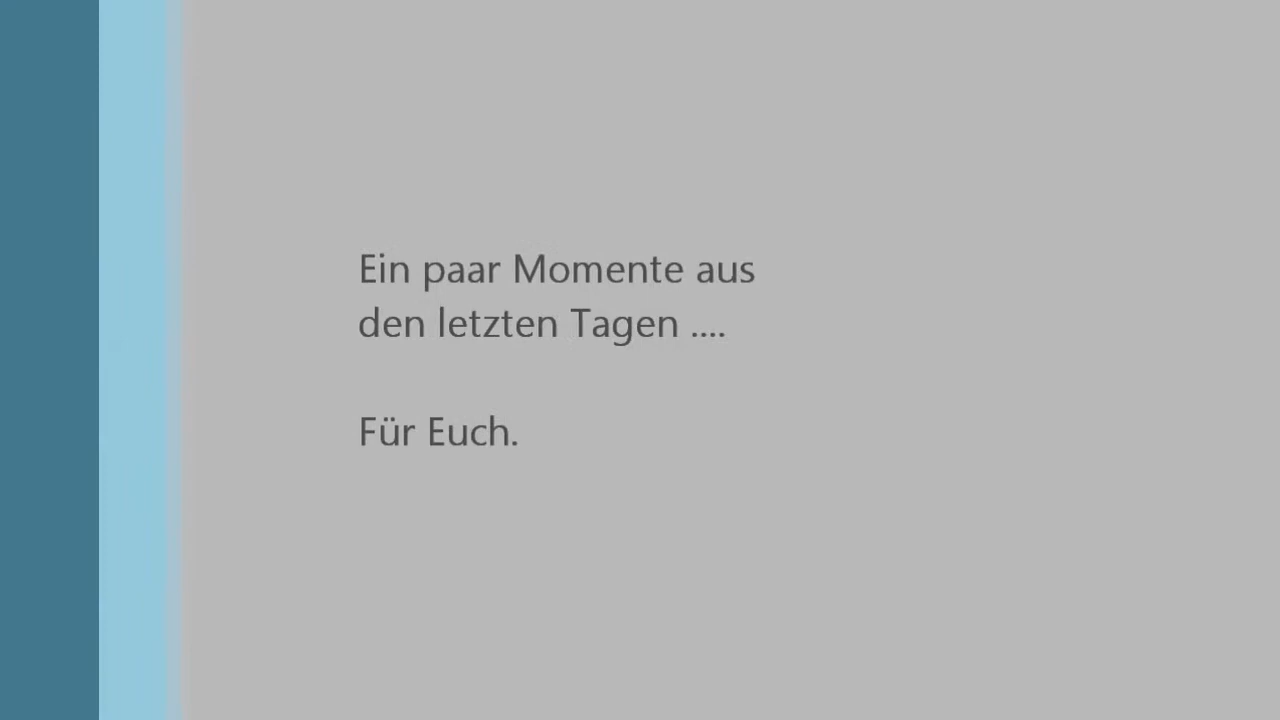 Ein paar Momente aus
den letzten Tagen ....
Für Euch.